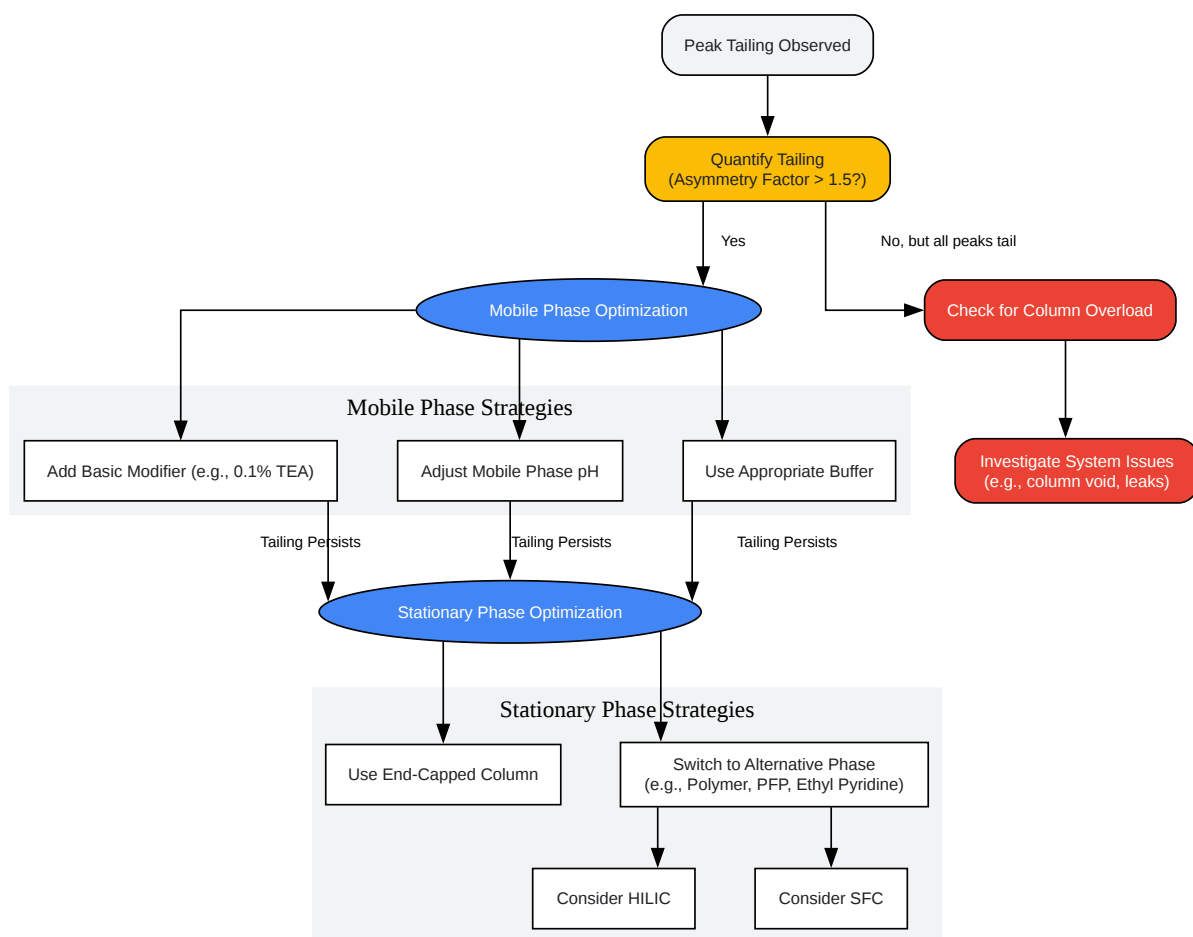 Peak Tailing Observed
Quantify Tailing
(Asymmetry Factor > 1.5?)
Yes
No, but all peaks tail
Mobile Phase Optimization
Check for Column Overload
Mobile Phase Strategies
Add Basic Modifier (e.g., 0.1% TEA)
Adjust Mobile Phase pH
Use Appropriate Buffer
Investigate System Issues
(e.g., column void, leaks)
Tailing Persists
Tailing Persists
Tailing Persists
Stationary Phase Optimization
Stationary Phase Strategies
Use End-Capped Column
Switch to Alternative Phase
(e.g., Polymer, PFP, Ethyl Pyridine)
Consider HILIC
Consider SFC